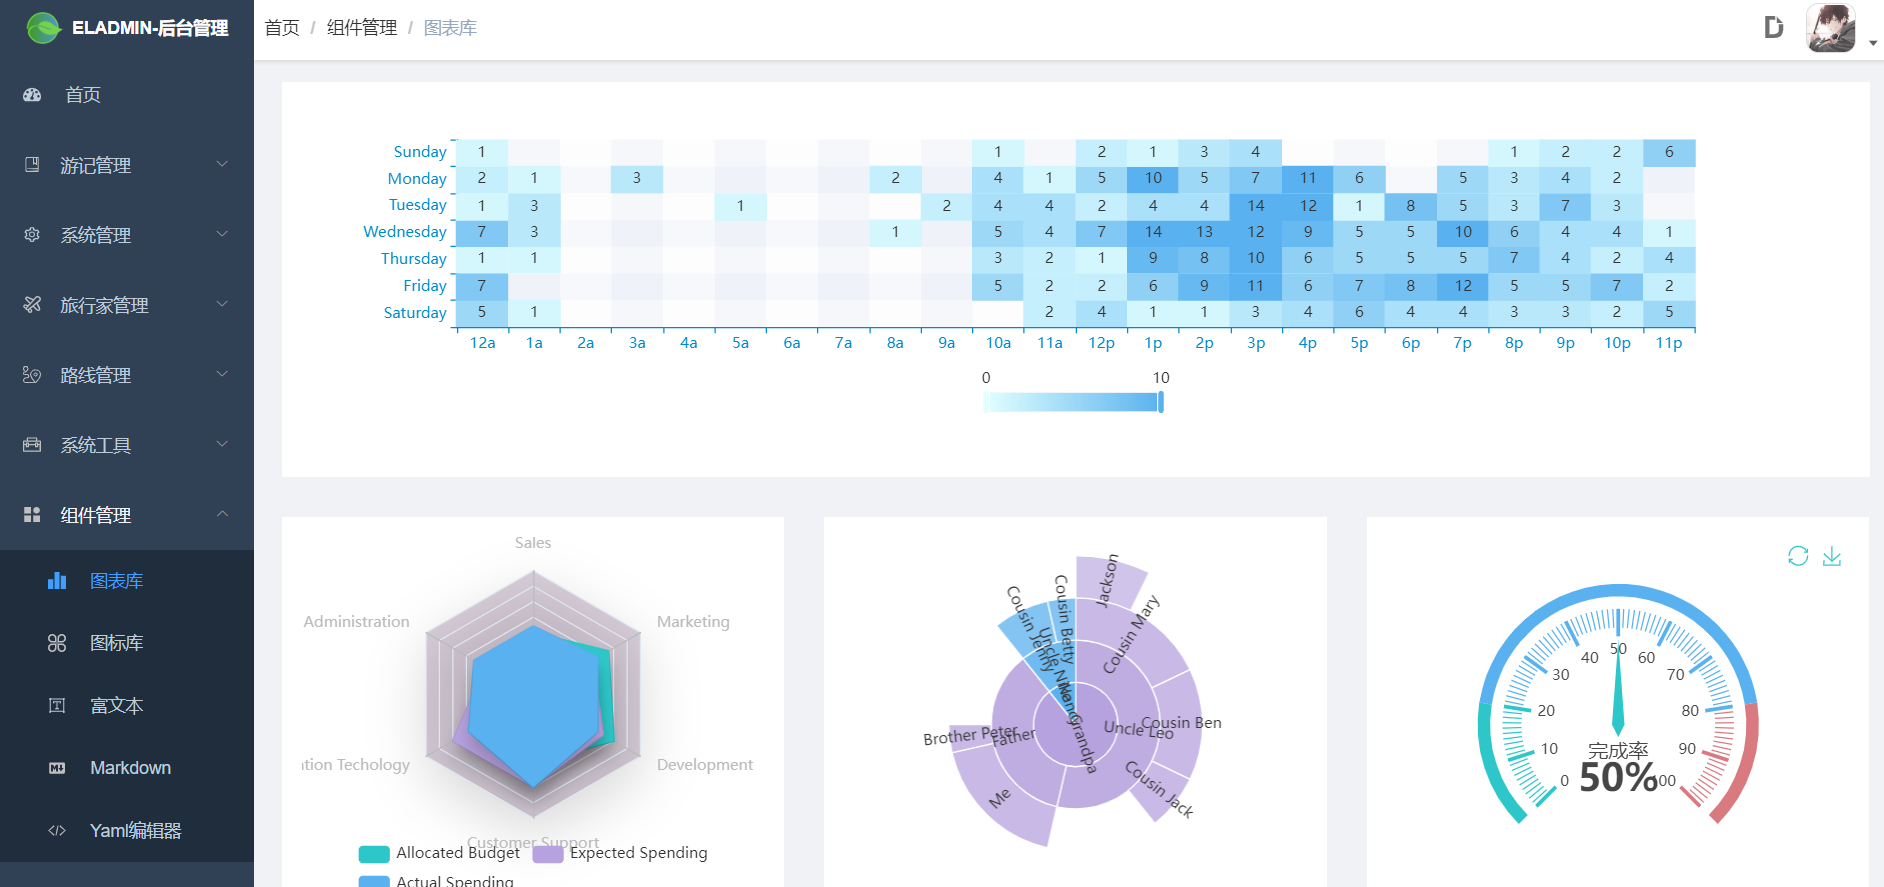 ELADMIN-后台管理
首页
游记管理
系统管理
旅行家管理
路线管理
系统工具
组件管理
图表库
图标库
富文本
Markdown
Yaml编辑器
首页 / 组件管理 / 图表库
Sunday 1 1 2 1 3 4 1 2 2 6
Monday 2 1 3 2 4 1 5 10 5 7 11 6 5 3 4 2
Tuesday 1 3 1 2 4 4 2 4 4 14 12 1 8 5 3 7 3
Wednesday 7 3 1 5 4 7 14 13 12 9 5 5 10 6 4 4 1
Thursday 1 1 3 2 1 9 8 10 6 5 5 5 7 4 2 4
Friday 7 5 2 2 6 9 11 6 7 8 12 5 5 7 2
Saturday 5 1 2 4 1 1 3 4 6 4 4 3 3 2 5
12a 1a 2a 3a 4a 5a 6a 7a 8a 9a 10a 11a 12p 1p 2p 3p 4p 5p 6p 7p 8p 9p 10p 11p
0 10
Sales
Administration
Marketing
ation Techology
Development
Customer Support
Allocated Budget
Expected Spending
Actual Spending
Jackson
Cousin Mary
Cousin Betty
Cousin Jenny
Uncle Nike
Nancy
Grandpa
Uncle Leo
Cousin Ben
Cousin Jack
Father
Brother Peter
Me
0
10
20
30
40
50
60
70
80
90
100
完成率
50%